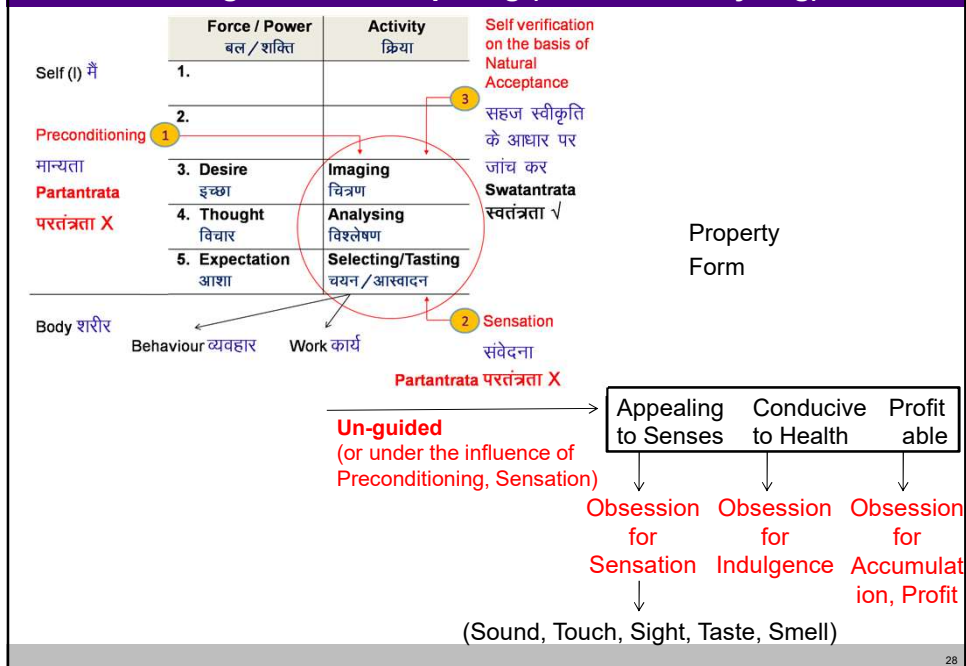 Force / Power
बल / शक्ति
Activity
क्रिया
Self (I) मैं
1.
2.
Preconditioning 1
मान्यता
Partantrata
परतंत्रता X
3. Desire
इच्छा
Imaging
चित्रण
4. Thought
विचार
Analysing
विश्लेषण
5. Expectation
आशा
Selecting/Tasting
चयन / आस्वादन
Self verification
on the basis of
Natural
Acceptance
3
सहज स्वीकृति
के आधार पर
जांच कर
Swatantrata
स्वतंत्रता √
Property
Form
Body शरीर
Behaviour व्यवहार
Work कार्य
2 Sensation
संवेदना
Partantrata परतंत्रता X
Un-guided
(or under the influence of
Preconditioning, Sensation)
Appealing
to Senses
Conducive
to Health
Profit
able
Obsession
for
Sensation
Obsession
for
Indulgence
Obsession
for
Accumulat
ion, Profit
(Sound, Touch, Sight, Taste, Smell)
28